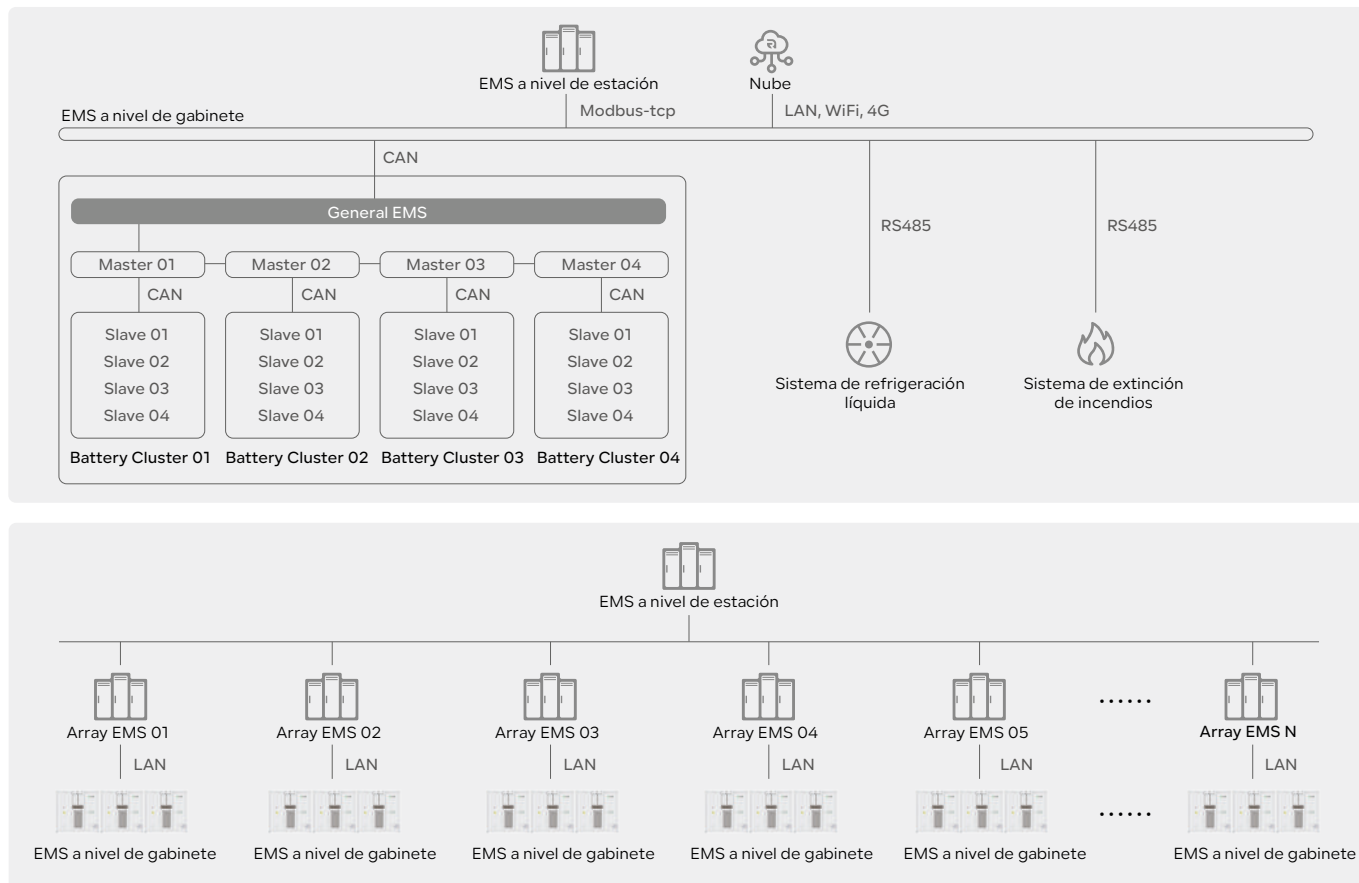 EMS a nivel de estación
Nube
Modbus-tcp
LAN, WiFi, 4G
EMS a nivel de gabinete
CAN
General EMS
RS485
RS485
Master 01
Master 02
Master 03
Master 04
CAN
CAN
CAN
CAN
Slave 01
Slave 02
Slave 03
Slave 04
Slave 01
Slave 02
Slave 03
Slave 04
Slave 01
Slave 02
Slave 03
Slave 04
Slave 01
Slave 02
Slave 03
Slave 04
Battery Cluster 01
Battery Cluster 02
Battery Cluster 03
Battery Cluster 04
Sistema de refrigeración
líquida
Sistema de extinción
de incendios
EMS a nivel de estación
Array EMS 01
Array EMS 02
Array EMS 03
Array EMS 04
Array EMS 05
......
Array EMS N
LAN
LAN
LAN
LAN
LAN
LAN
......
EMS a nivel de gabinete
EMS a nivel de gabinete
EMS a nivel de gabinete
EMS a nivel de gabinete
EMS a nivel de gabinete
EMS a nivel de gabinete